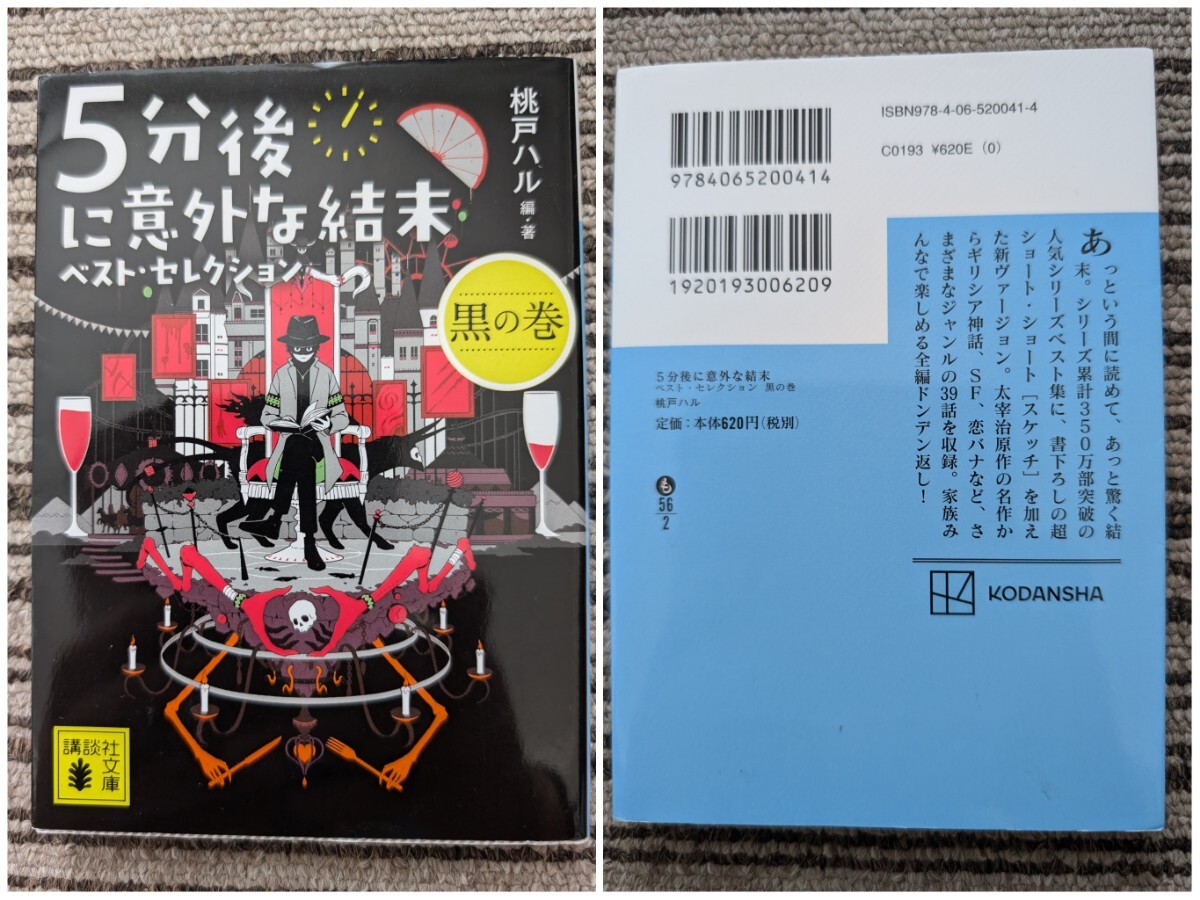 5分後
に意外な結末
ベスト・セレクション
黒の巻
桃戸ハル 編・著
講談社
文庫
ISBN978-4-06-520041-4
C0193 ¥620E (0)
9784065200414
1920193006209
5分後に意外な結末
ベスト・セレクション 黒の巻
桃戸ハル
定価:本体620円(税別)
も
56
2
あっという間に読めて、あっと驚く結
末。シリーズ累計350万部突破の
人気シリーズベスト集に、書下ろしの超
ショート・ショート[スケッチ]を加え
た新ヴァージョン。太宰治原作の名作か
らギリシア神話、SF、恋バナなど、さ
まざまなジャンルの39話を収録。家族み
んなで楽しめる全編ドンデン返し!
KODANSHA